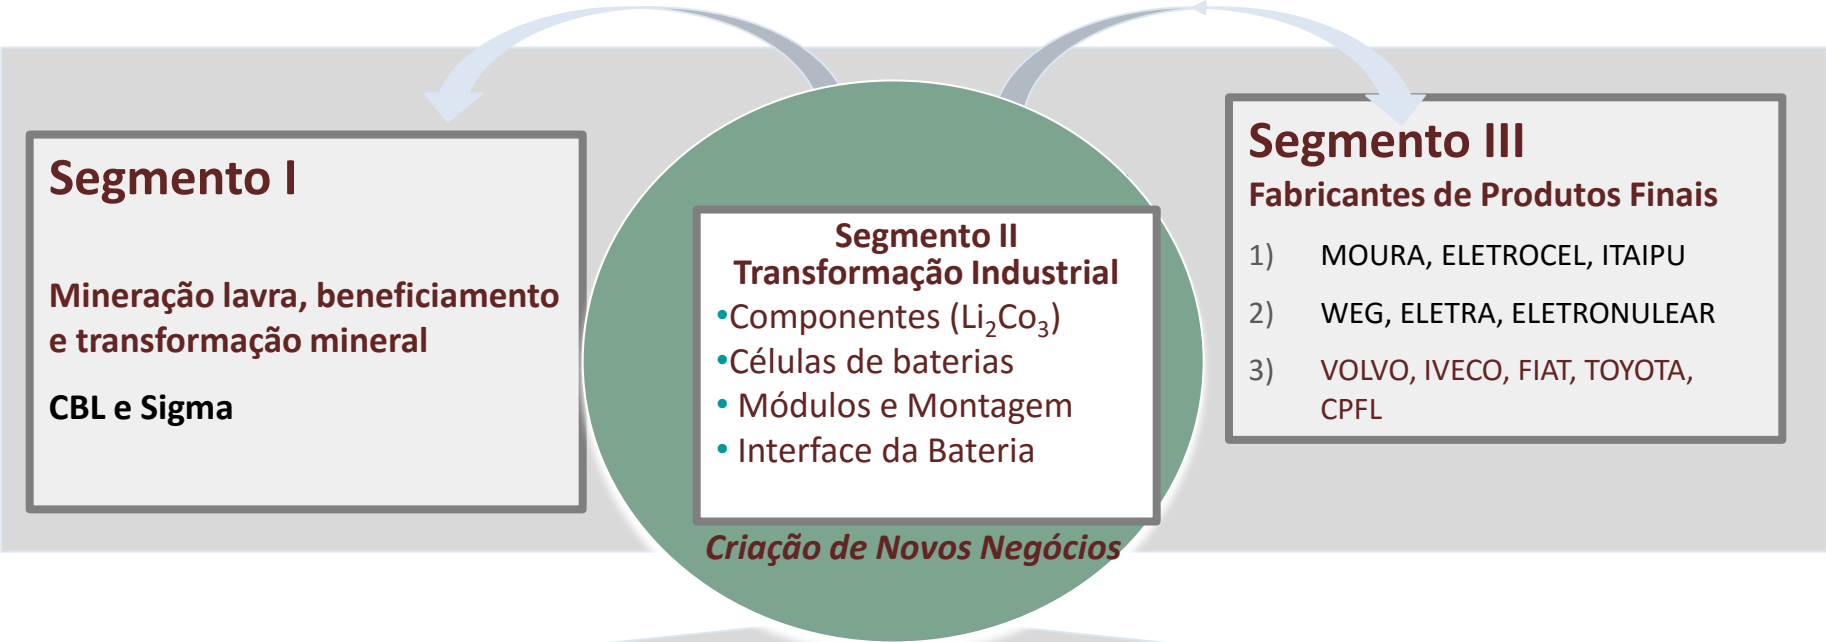 Segmento I
Mineração lavra, beneficiamento
e transformação mineral
CBL e Sigma
Segmento II
Transformação Industrial
•Componentes (Li₂Co₃)
•Células de baterias
• Módulos e Montagem
• Interface da Bateria
Criação de Novos Negócios
Segmento III
Fabricantes de Produtos Finais
1) MOURA, ELETROCEL, ITAIPU
2) WEG, ELETRA, ELETRONULEAR
3) VOLVO, IVECO, FIAT, TOYOTA,
CPFL